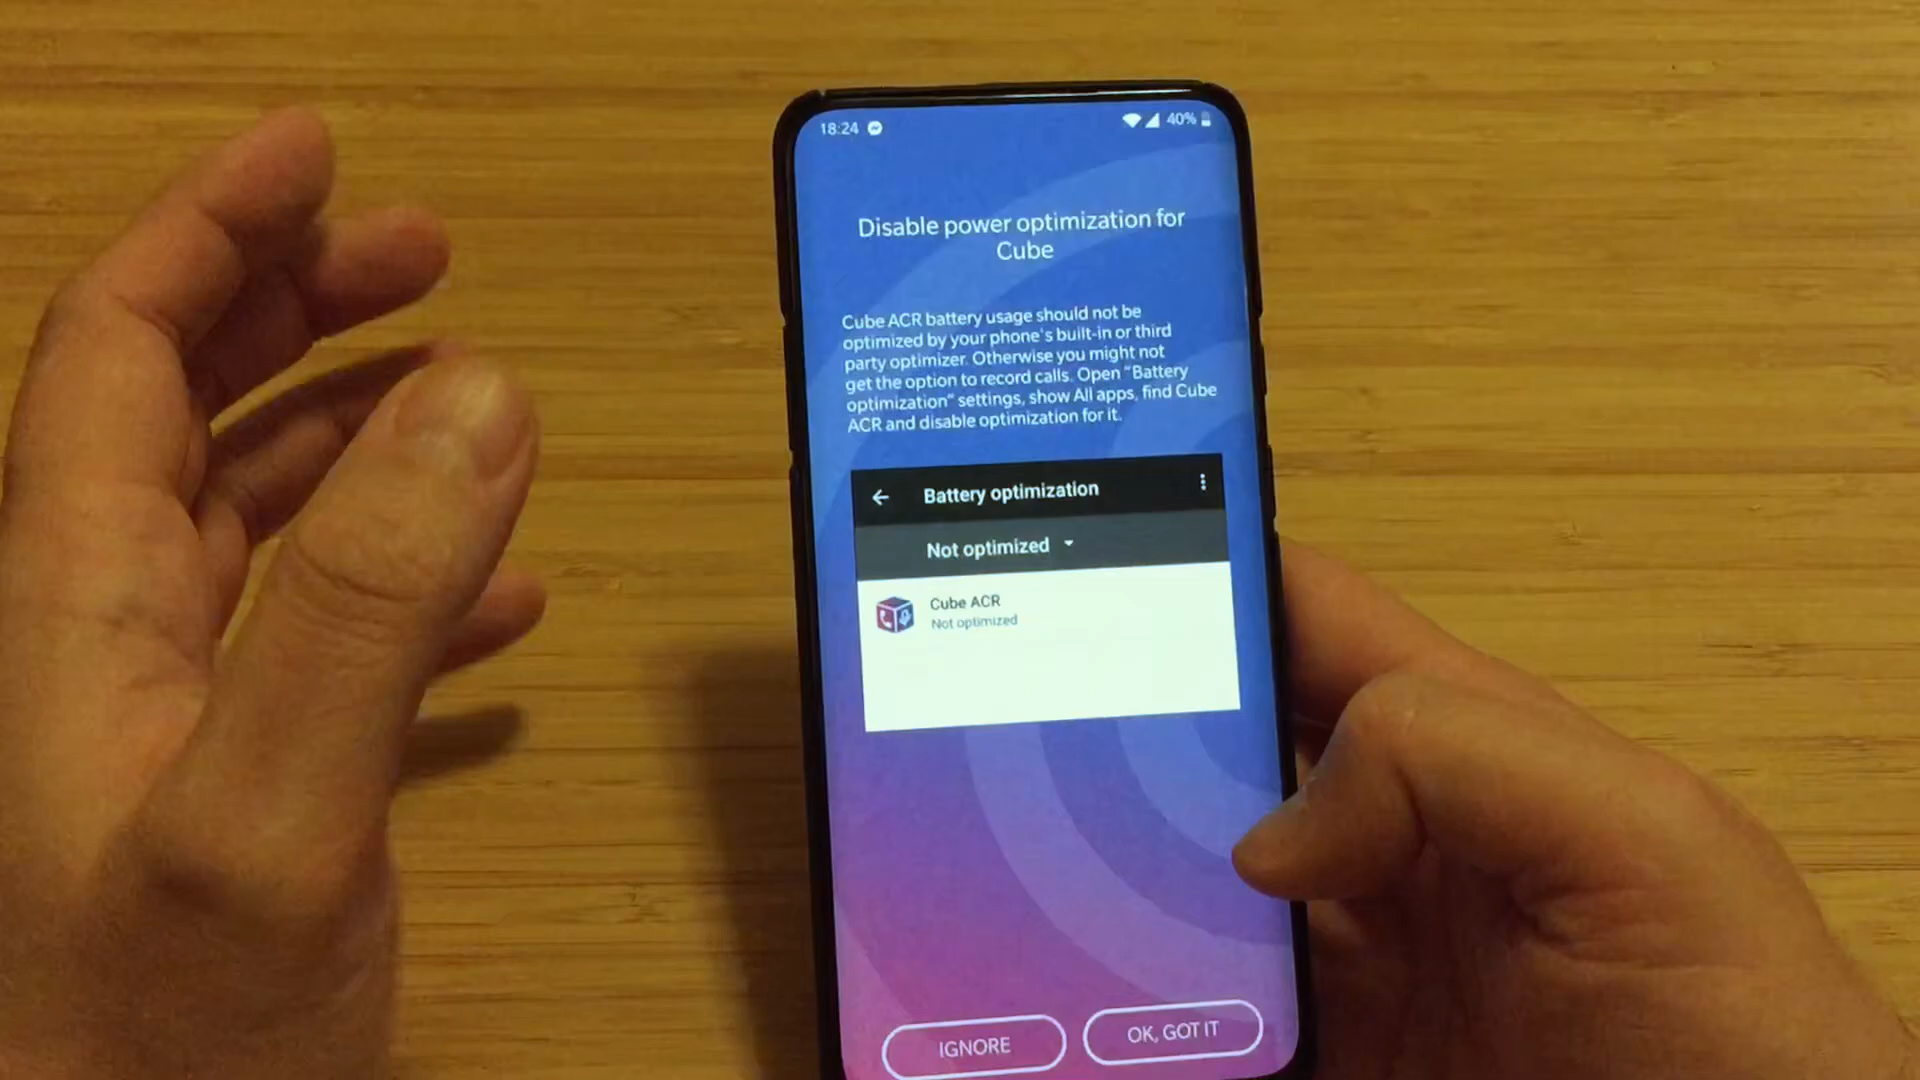 18:24
40%
Disable power optimization for
Cube
Cube ACR battery usage should not be
optimized by your phone's built-in or third
party optimizer. Otherwise you might not
get the option to record calls. Open "Battery
optimization" settings, show All apps, find Cube
ACR and disable optimization for it.
Battery optimization
Not optimized
Cube ACR
Not optimized
IGNORE
OK, GOT IT